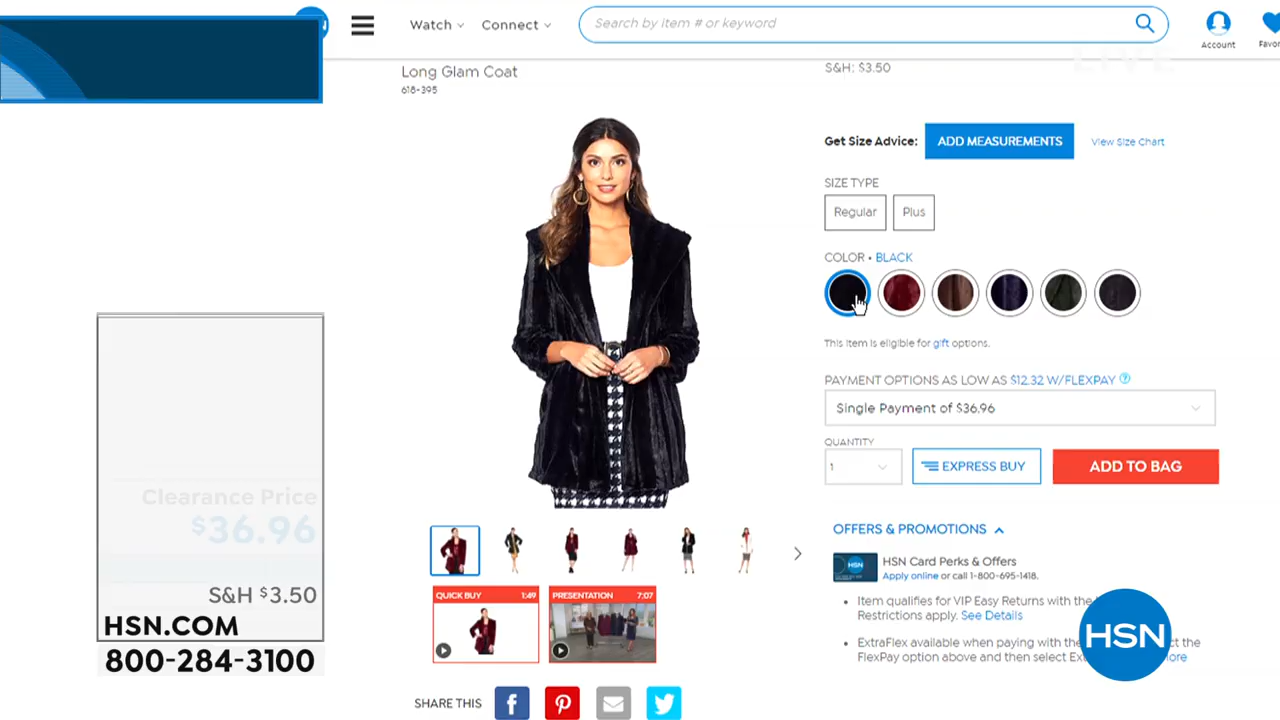 Watch
Connect
Search by item # or keyword
Account
Favor
LIVE
Long Glam Coat
618-395
S&H: $3.50
Get Size Advice:
ADD MEASUREMENTS
View Size Chart
SIZE TYPE
Regular
Plus
COLOR • BLACK
This item is eligible for gift options.
PAYMENT OPTIONS AS LOW AS $12.32 W/FLEXPAY
Single Payment of $36.96
QUANTITY
1
EXPRESS BUY
ADD TO BAG
OFFERS & PROMOTIONS
HSN
HSN Card Perks & Offers
Apply online or call 1-800-695-1418.
• Item qualifies for VIP Easy Returns with the
Restrictions apply. See Details
• ExtraFlex available when paying with the ct the
FlexPay option above and then select Ex ore
HSN
QUICK BUY 1:49
PRESENTATION 7:07
SHARE THIS
Clearance Price
$36.96
S&H $3.50
HSN.COM
800-284-3100